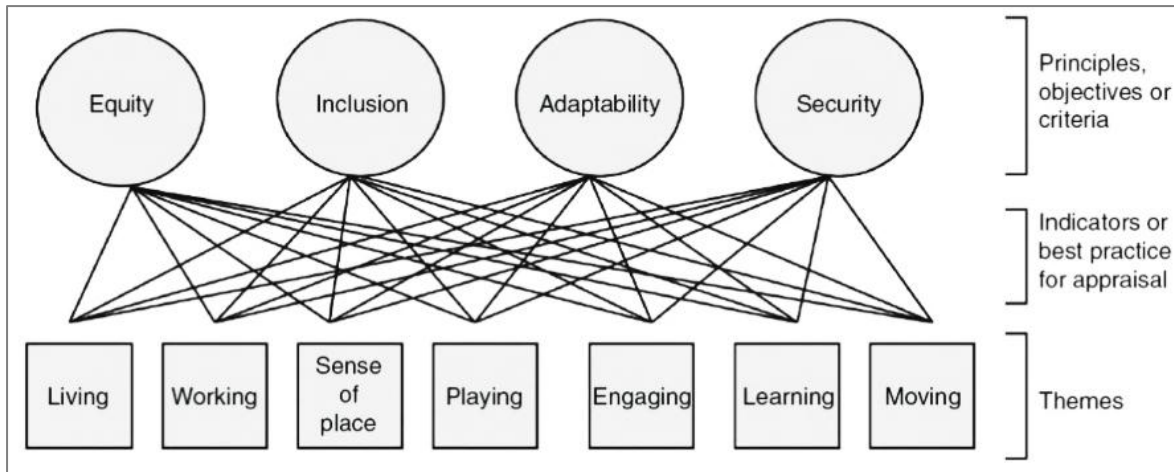 Equity
Inclusion
Adaptability
Security
Principles,
objectives or
criteria
Indicators or
best practice
for appraisal
Living
Working
Sense
of
place
Playing
Engaging
Learning
Moving
Themes